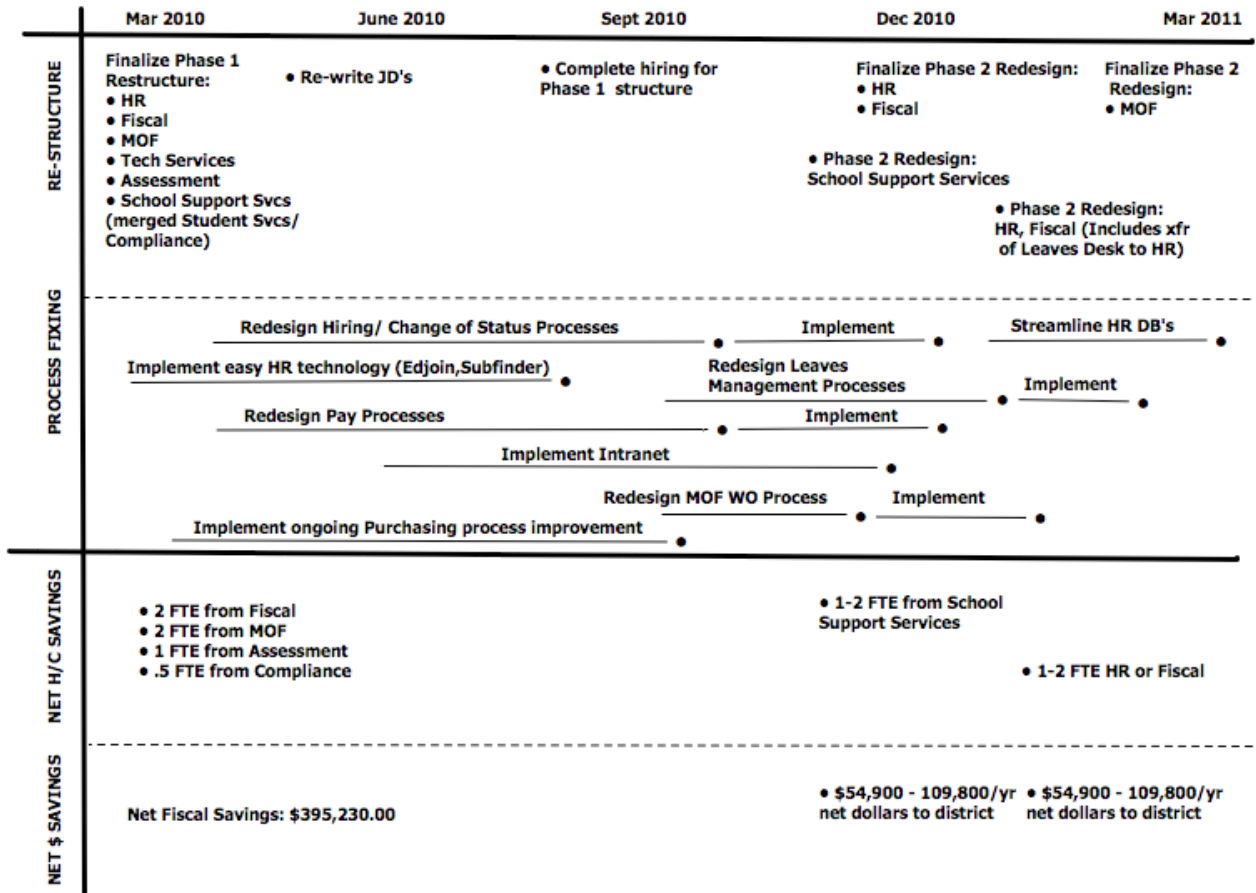 Mar 2010
June 2010
Sept 2010
Dec 2010
Mar 2011
RE-STRUCTURE
Finalize Phase 1
Restructure:
• HR
• Fiscal
• MOF
• Tech Services
• Assessment
• School Support Svcs
(merged Student Svcs/
Compliance)
• Re-write JD's
• Complete hiring for
Phase 1 structure
Finalize Phase 2 Redesign:
• HR
• Fiscal
Finalize Phase 2
Redesign:
• MOF
• Phase 2 Redesign:
School Support Services
• Phase 2 Redesign:
HR, Fiscal (Includes xfr
of Leaves Desk to HR)
PROCESS FIXING
Redesign Hiring/ Change of Status Processes
Implement
Streamline HR DB's
Implement easy HR technology (Edjoin,Subfinder)
Redesign Leaves
Management Processes
Implement
Redesign Pay Processes
Implement
Implement Intranet
Redesign MOF WO Process
Implement
Implement ongoing Purchasing process improvement
NET H/C SAVINGS
• 2 FTE from Fiscal
• 2 FTE from MOF
• 1 FTE from Assessment
• .5 FTE from Compliance
• 1-2 FTE from School
Support Services
• 1-2 FTE HR or Fiscal
NET $ SAVINGS
Net Fiscal Savings: $395,230.00
• $54,900 - 109,800/yr
net dollars to district
• $54,900 - 109,800/yr
net dollars to district